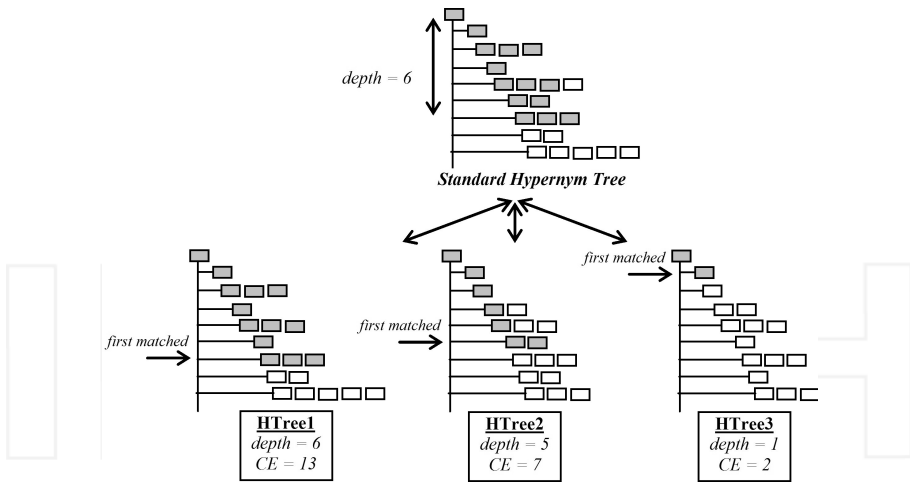 depth = 6
Standard Hypernym Tree
first matched
first matched
first matched
HTree1
depth = 6
CE = 13
HTree2
depth = 5
CE = 7
HTree3
depth = 1
CE = 2